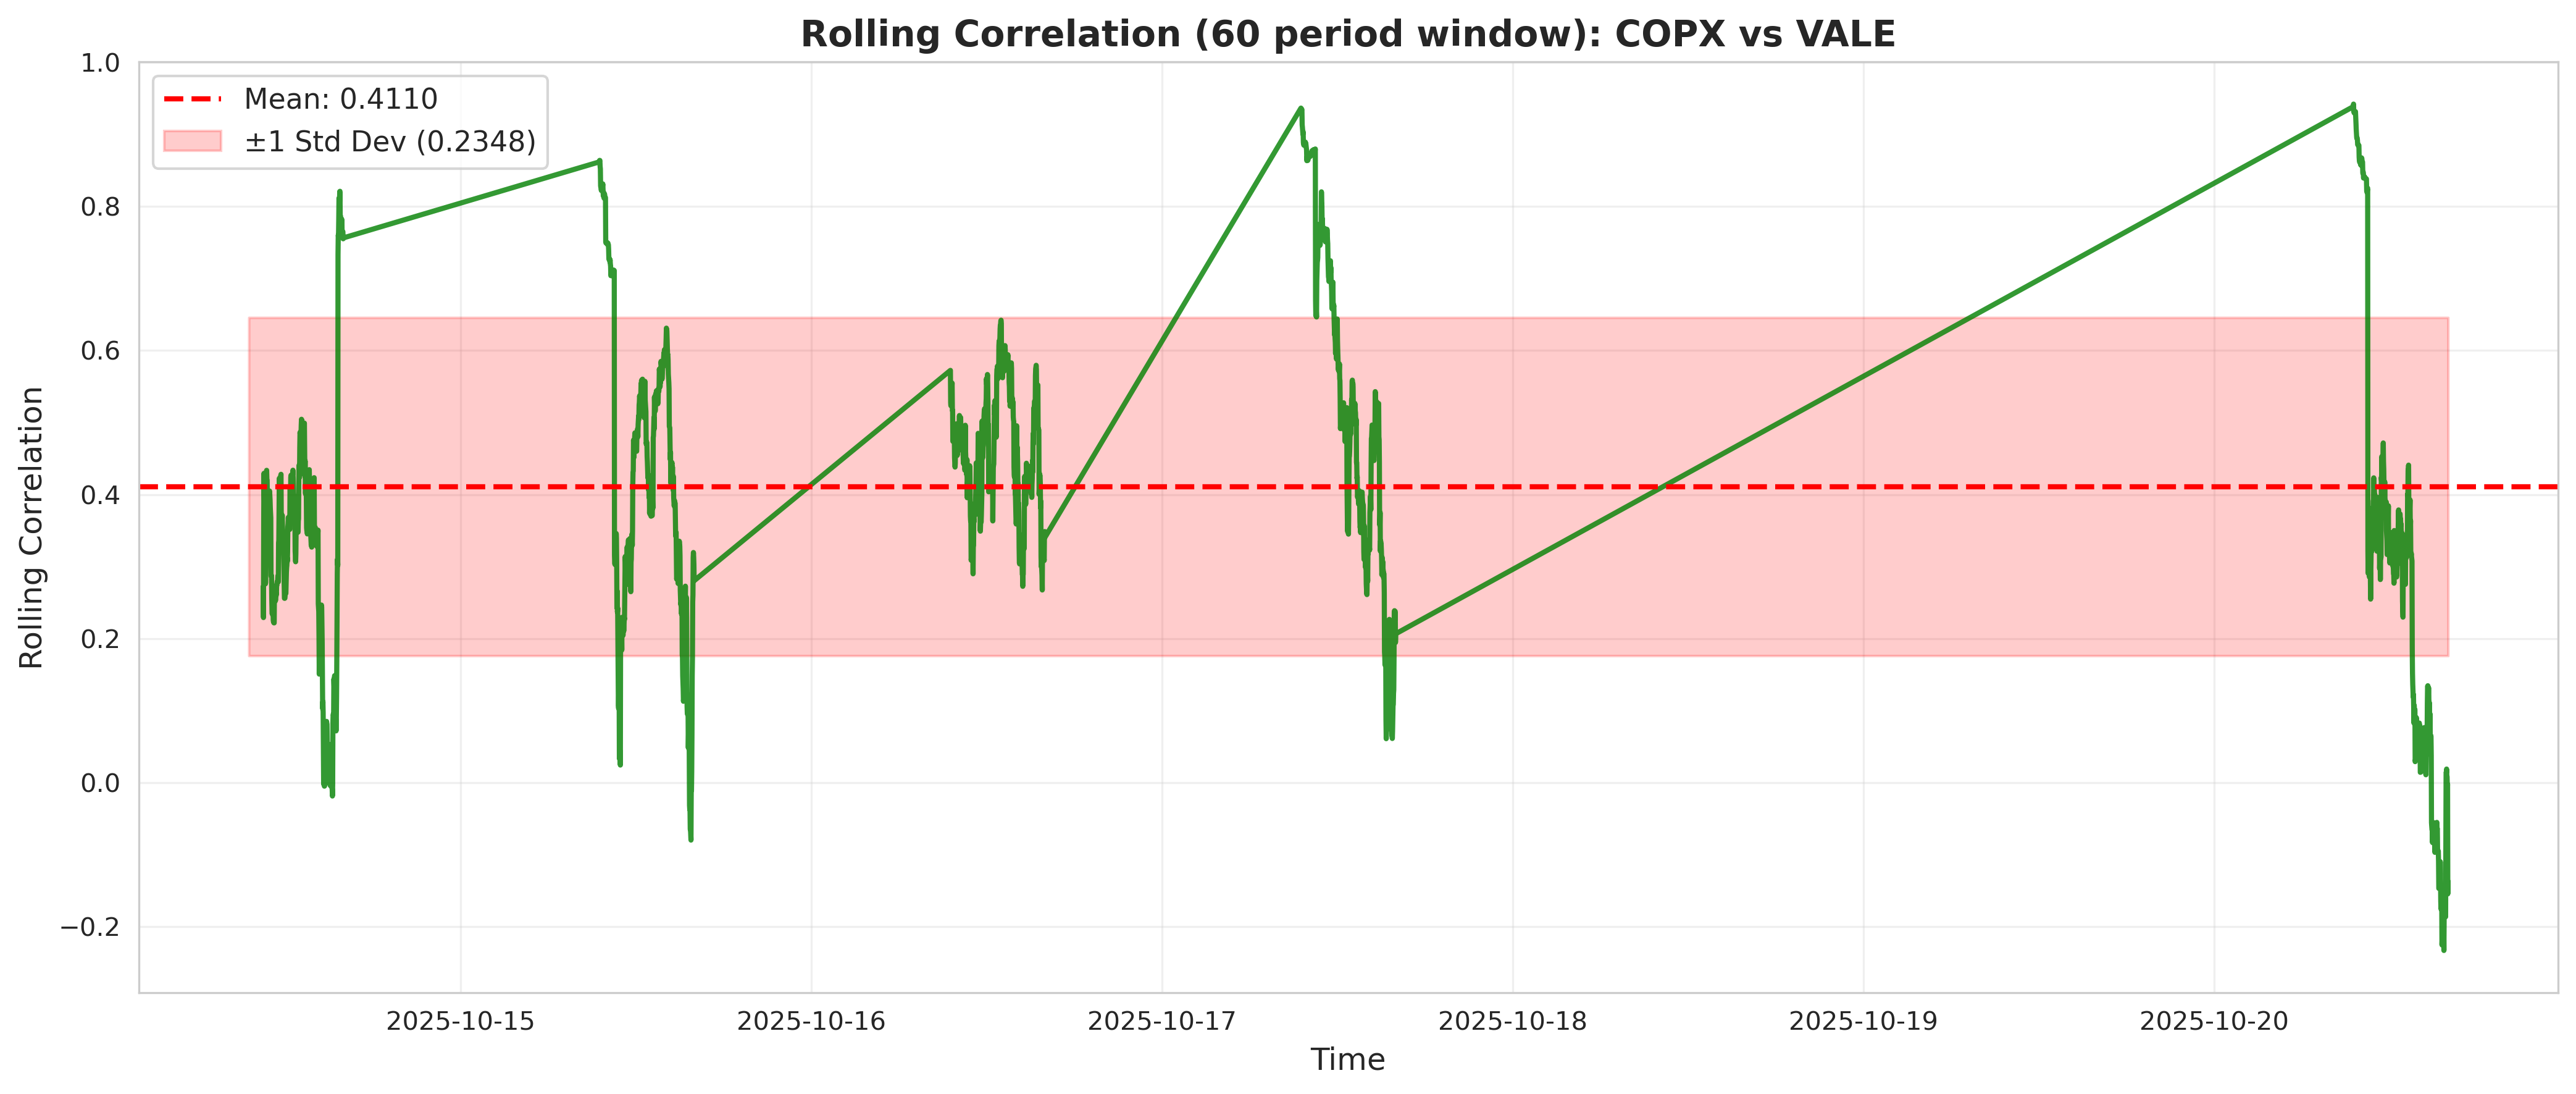 Rolling Correlation (60 period window): COPX vs VALE
Mean: 0.4110
±1 Std Dev (0.2348)
1.0
0.8
0.6
0.4
0.2
0.0
−0.2
Rolling Correlation
2025-10-15
2025-10-16
2025-10-17
2025-10-18
2025-10-19
2025-10-20
Time